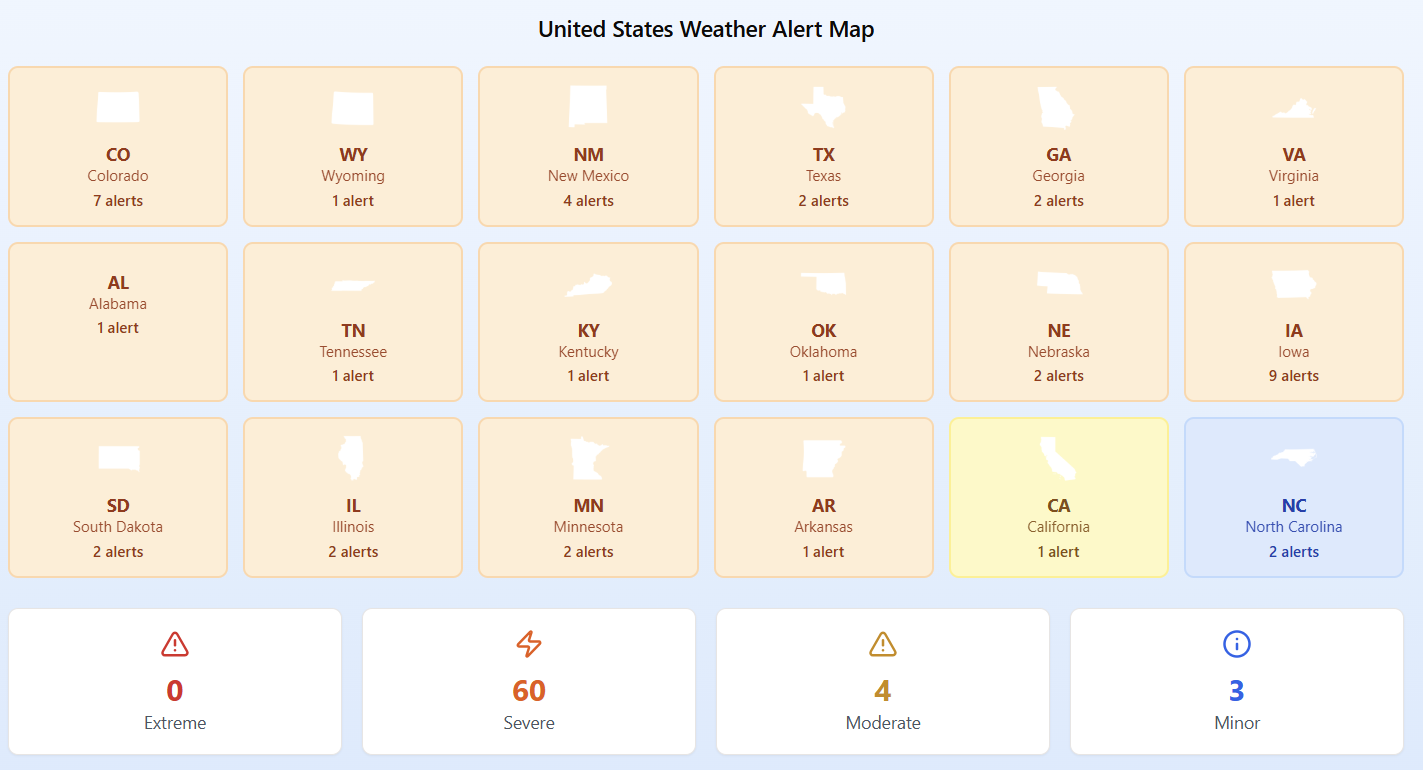 United States Weather Alert Map
CO
Colorado
7 alerts
WY
Wyoming
1 alert
NM
New Mexico
4 alerts
TX
Texas
2 alerts
GA
Georgia
2 alerts
VA
Virginia
1 alert
AL
Alabama
1 alert
TN
Tennessee
1 alert
KY
Kentucky
1 alert
OK
Oklahoma
1 alert
NE
Nebraska
2 alerts
IA
Iowa
9 alerts
SD
South Dakota
2 alerts
IL
Illinois
2 alerts
MN
Minnesota
2 alerts
AR
Arkansas
1 alert
CA
California
1 alert
NC
North Carolina
2 alerts
0
Extreme
60
Severe
4
Moderate
3
Minor